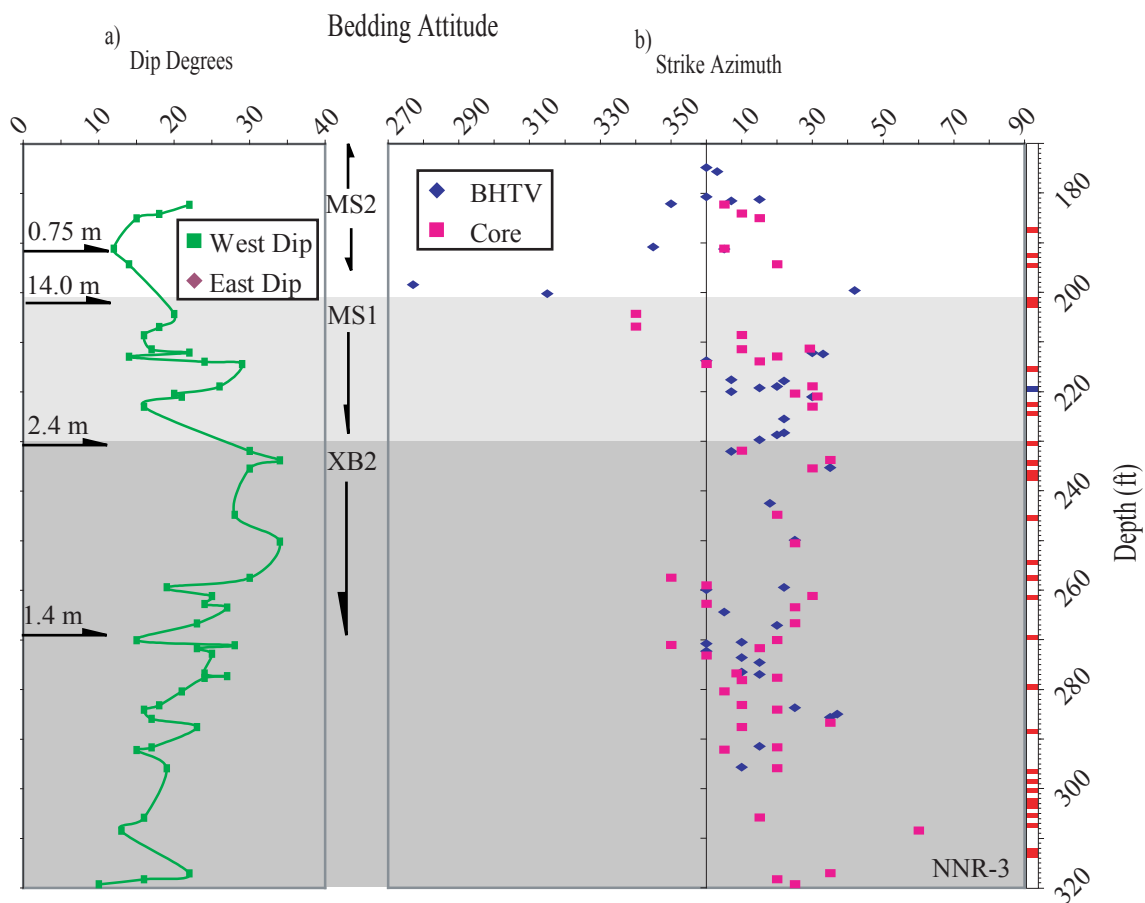 Bedding Attitude
a)
Dip Degrees
b)
Strike Azimuth
0
10
20
30
40
270
290
310
330
350
10
30
50
70
90
MS2
BHTV
Core
West Dip
East Dip
0.75 m
14.0 m
MS1
2.4 m
XB2
1.4 m
180
200
220
240
260
280
300
320
Depth (ft)
NNR-3